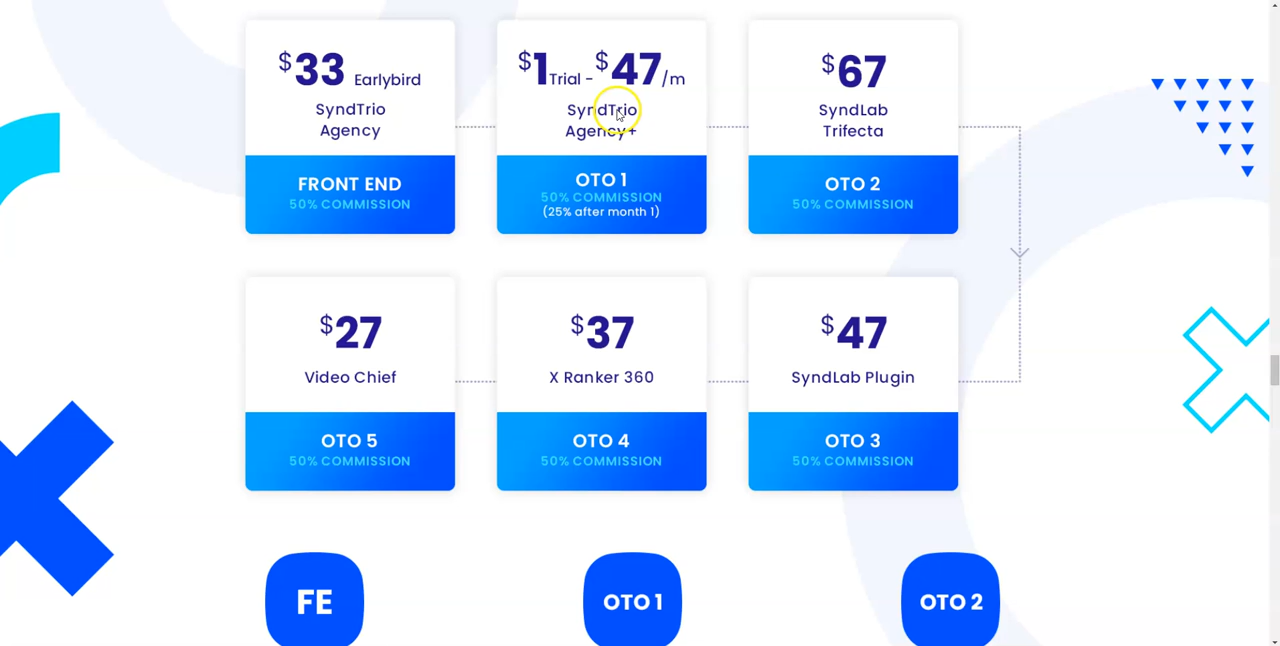 $33 Earlybird
SyndTrio
Agency
FRONT END
50% COMMISSION
$1Trial - $47/m
SyndTrio
Agency+
OTO 1
50% COMMISSION
(25% after month 1)
$67
SyndLab
Trifecta
OTO 2
50% COMMISSION
$27
Video Chief
OTO 5
50% COMMISSION
$37
X Ranker 360
OTO 4
50% COMMISSION
$47
SyndLab Plugin
OTO 3
50% COMMISSION
FE
OTO 1
OTO 2